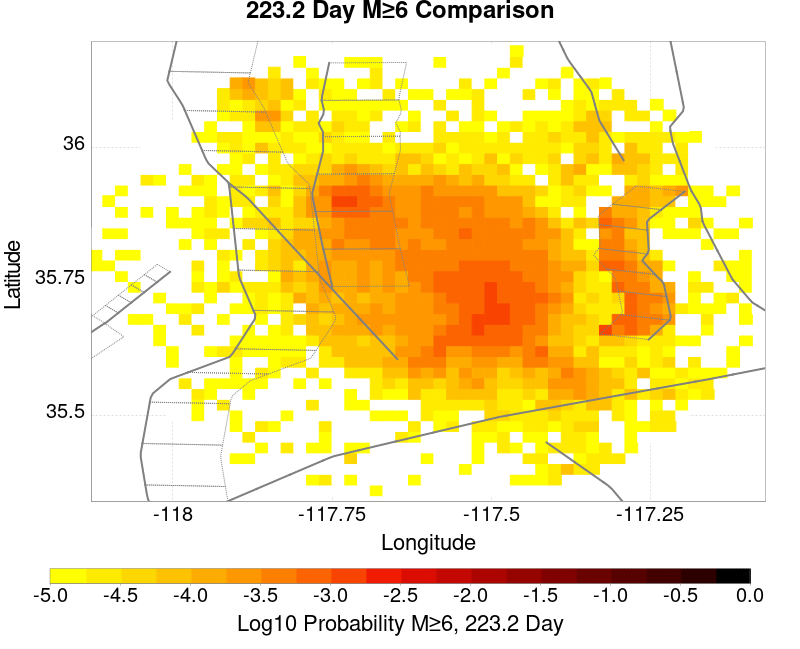 223.2 Day M≥6 Comparison
36
35.75
35.5
Latitude
-118 -117.75 -117.5 -117.25
Longitude
-5.0 -4.5 -4.0 -3.5 -3.0 -2.5 -2.0 -1.5 -1.0 -0.5 0.0
Log10 Probability M≥6, 223.2 Day